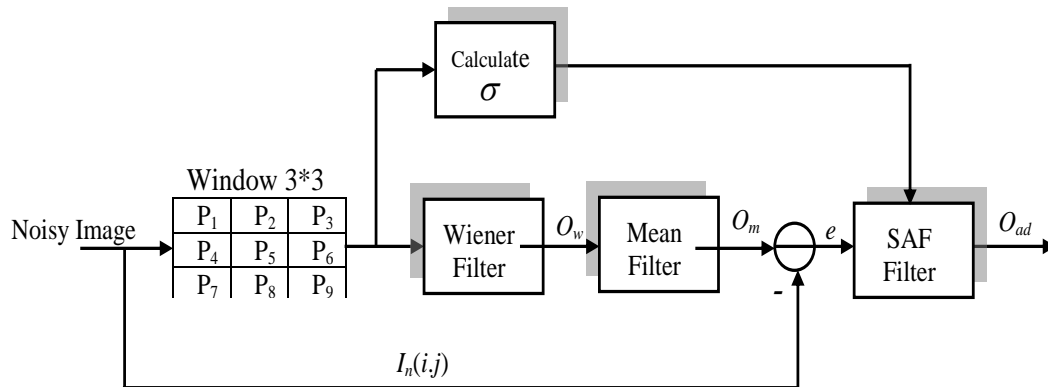 Calculate
σ
Window 3*3
P1 P2 P3
P4 P5 P6
P7 P8 P9
Noisy Image
Wiener
Filter
Ow
Mean
Filter
Om
-
e
SAF
Filter
Oad
In(i.j)